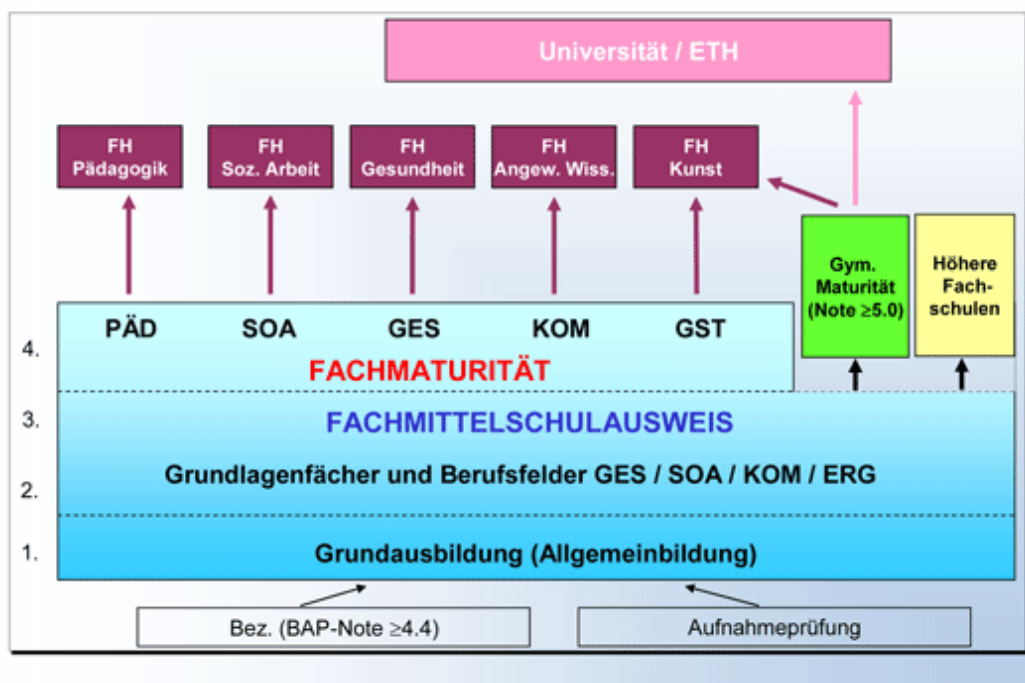 Universität / ETH
FH
Pädagogik
FH
Soz. Arbeit
FH
Gesundheit
FH
Angew. Wiss.
FH
Kunst
Gym.
Maturität
(Note ≥5.0)
Höhere
Fach-
schulen
PÄD SOA GES KOM GST
4.
FACHMATURITÄT
3.
FACHMITTELSCHULAUSWEIS
Grundlagenfächer und Berufsfelder GES / SOA / KOM / ERG
2.
1.
Grundausbildung (Allgemeinbildung)
Bez. (BAP-Note ≥4.4)
Aufnahmeprüfung